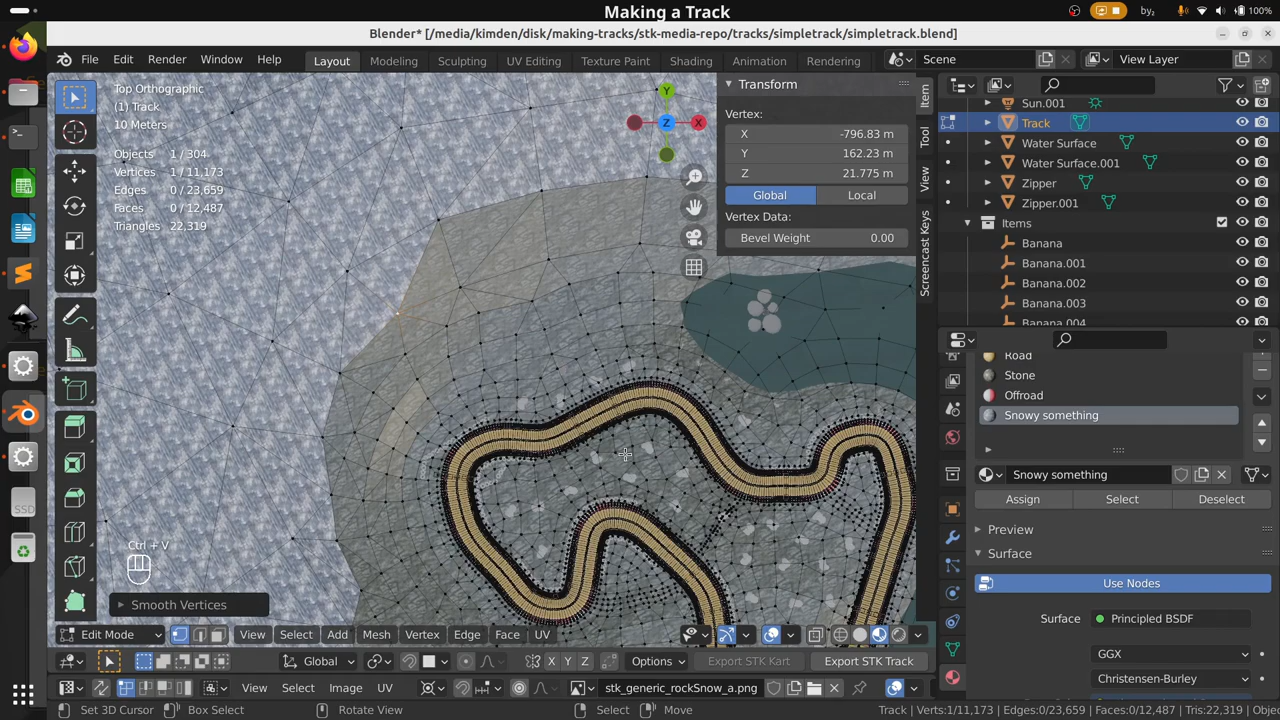 Making a Track
by₂
100%
Blender* [/media/kimden/disk/making-tracks/stk-media-repo/tracks/simpletrack/simpletrack.blend]
File Edit Render Window Help Layout Modeling Sculpting UV Editing Texture Paint Shading Animation Rendering Scene View Layer
Top Orthographic
(1) Track
10 Meters
Objects 1 / 304
Vertices 1 / 11,173
Edges 0 / 23,659
Faces 0 / 12,487
Triangles 22,319
Y
X
Z
Transform
Vertex:
X -796.83 m
Y 162.23 m
Z 21.775 m
Global Local
Vertex Data:
Bevel Weight 0.00
Item
Tool
View
Screencast Keys
Sun.001
Track
Water Surface
Water Surface.001
Zipper
Zipper.001
Items
Banana
Banana.001
Banana.002
Banana.003
Banana.004
Road
Stone
Offroad
Snowy something
Snowy something
Assign Select Deselect
Preview
Surface
Use Nodes
Surface Principled BSDF
GGX
Christensen-Burley
SSD
Ctrl + V
Smooth Vertices
Edit Mode View Select Add Mesh Vertex Edge Face UV
Global X Y Z Options Export STK Kart Export STK Track
View Select Image UV stk_generic_rockSnow_a.png
Set 3D Cursor Box Select Rotate View Select Move Track | Verts:1/11,173 | Edges:0/23,659 | Faces:0/12,487 | Tris:22,319 | Objec